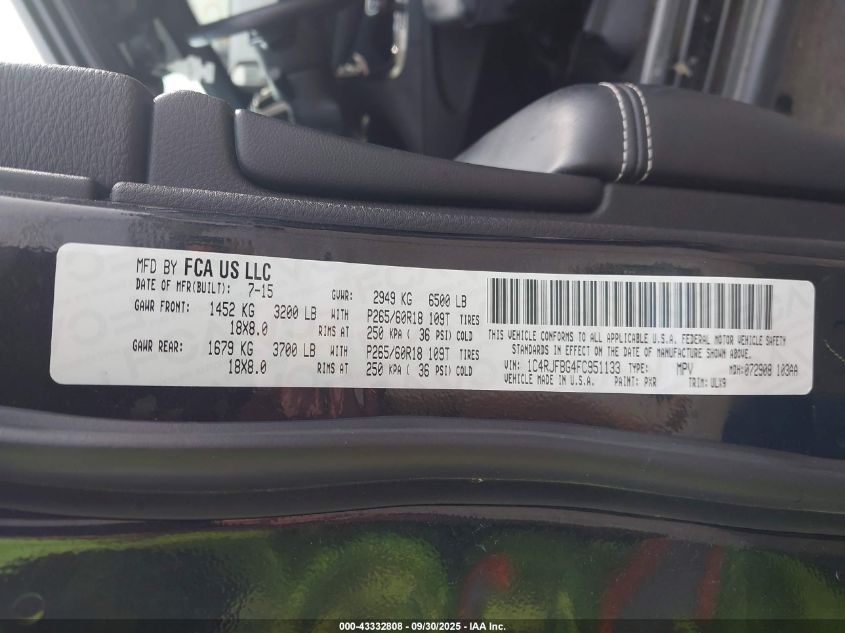 MFD BY FCA US LLC
DATE OF MFR(BUILT): 7-15 GVWR: 2949 KG 6500 LB
GAWR FRONT: 1452 KG 3200 LB WITH P265/60R18 109T TIRES
18X8.0 RIMS AT 250 KPA ( 36 PSI) COLD
GAWR REAR: 1679 KG 3700 LB WITH P265/60R18 109T TIRES
18X8.0 RIMS AT 250 KPA ( 36 PSI) COLD
THIS VEHICLE CONFORMS TO ALL APPLICABLE U.S.A. FEDERAL MOTOR VEHICLE SAFETY
STANDARDS IN EFFECT ON THE DATE OF MANUFACTURE SHOWN ABOVE.
VIN: 1C4RJFBG4FC951133 TYPE: MPV MDH:072908 103AA
VEHICLE MADE IN U.S.A. PAINT: PXR TRIM: ULX9
000-43332808 - 09/30/2025 - IAA Inc.